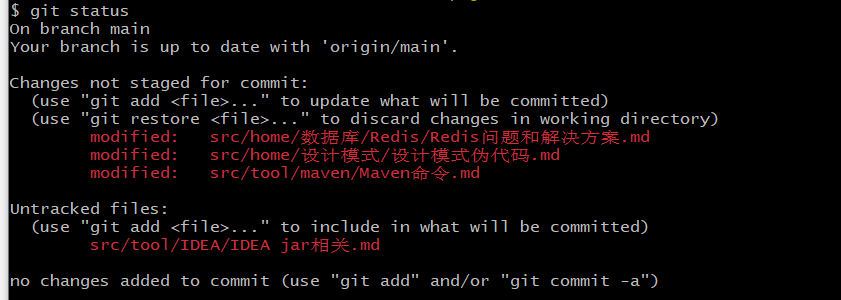 $ git status
On branch main
Your branch is up to date with 'origin/main'.
Changes not staged for commit:
(use "git add <file>..." to update what will be committed)
(use "git restore <file>..." to discard changes in working directory)
modified: src/home/数据库/Redis/Redis问题和解决方案.md
modified: src/home/设计模式/设计模式伪代码.md
modified: src/tool/maven/Maven命令.md
Untracked files:
(use "git add <file>..." to include in what will be committed)
src/tool/IDEA/IDEA jar相关.md
no changes added to commit (use "git add" and/or "git commit -a")